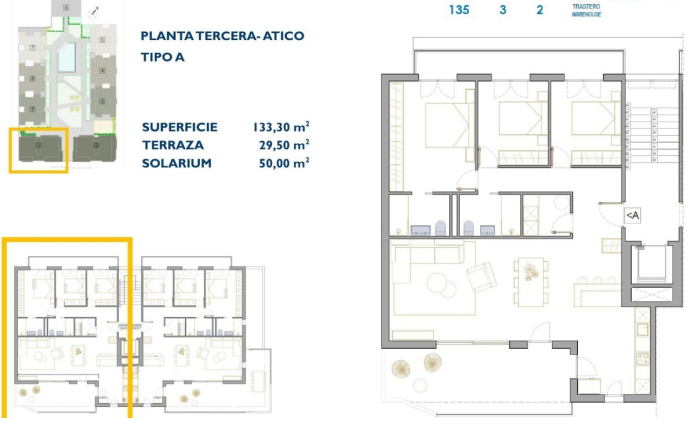 135 3 2 TRASTERO
WAREHOUSE
PLANTA TERCERA- ATICO
TIPO A
SUPERFICIE 133,30 m²
TERRAZA 29,50 m²
SOLARIUM 50,00 m²
<A